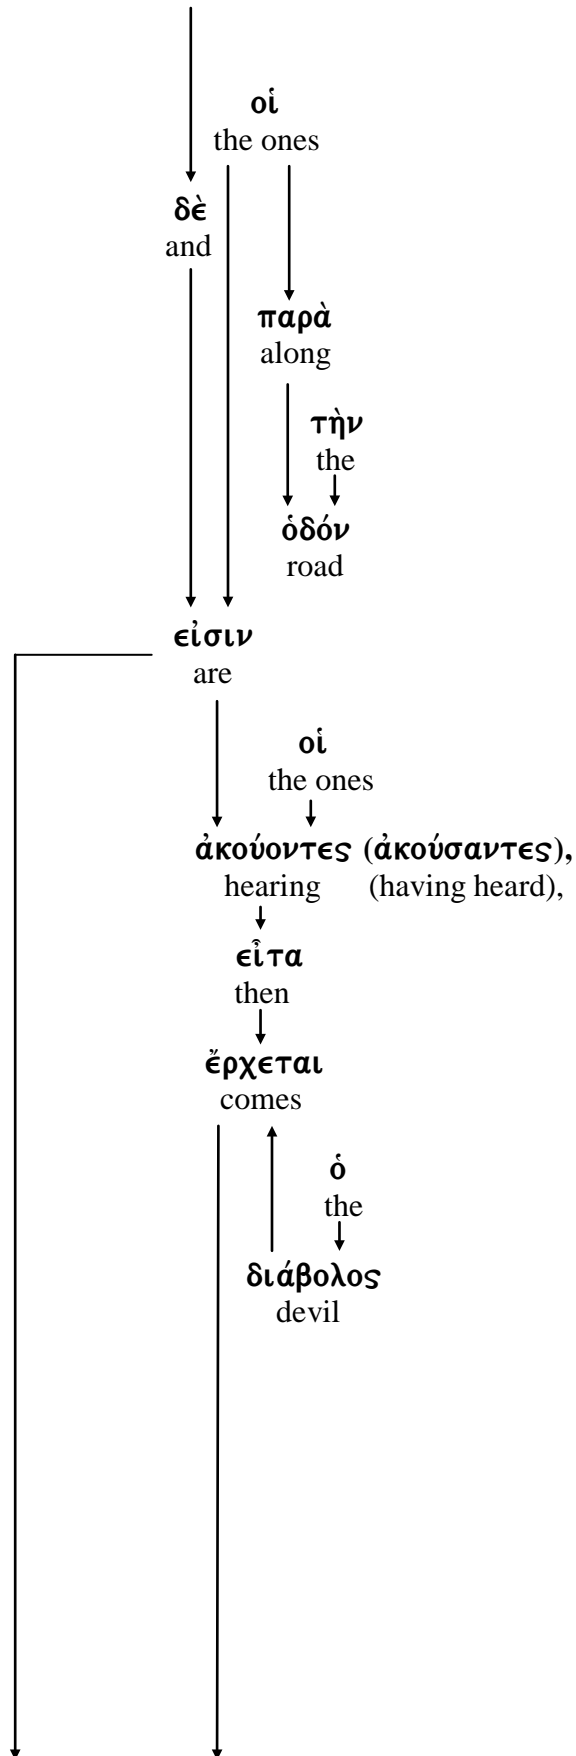 οἱ
the ones
δὲ
and
παρὰ
along
τὴν
the
ὁδόν
road
εἰσιν
are
οἱ
the ones
ἀκούοντες (ἀκούσαντες),
hearing (having heard),
εἶτα
then
ἔρχεται
comes
ὁ
the
διάβολος
devil